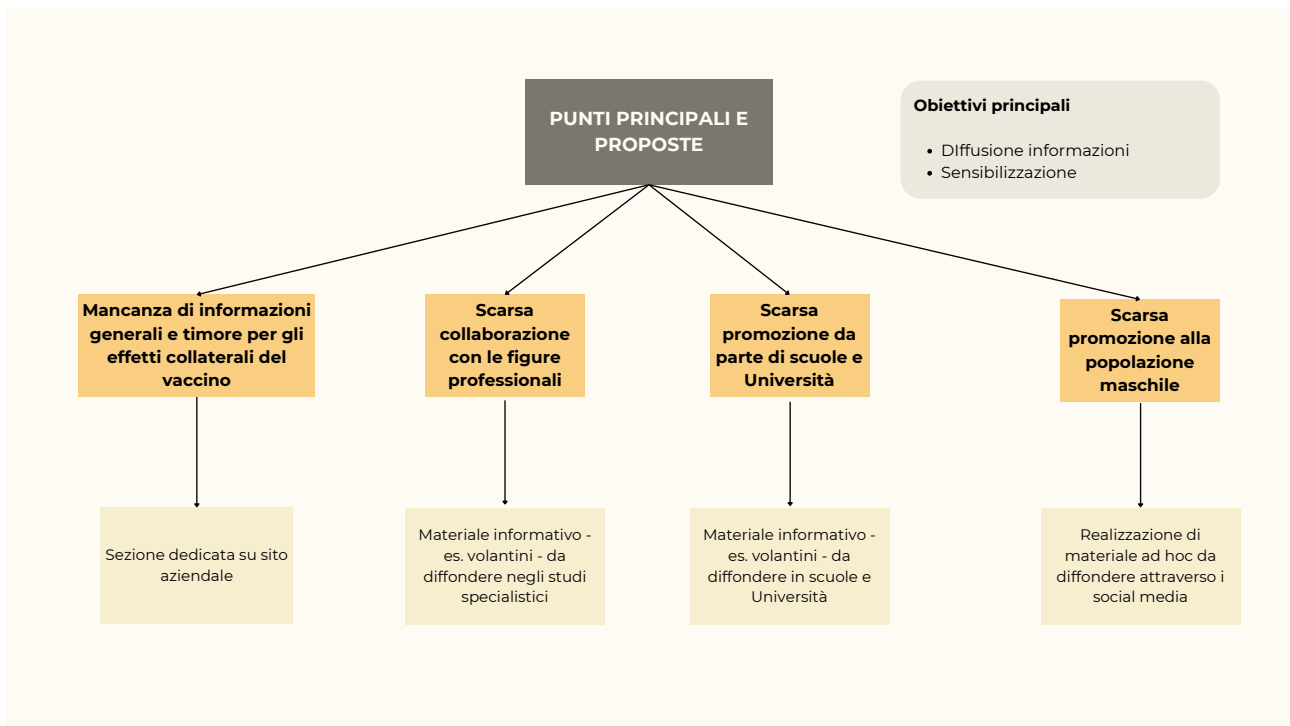 PUNTI PRINCIPALI E
PROPOSTE
Obiettivi principali
• DIffusione informazioni
• Sensibilizzazione
Mancanza di informazioni
generali e timore per gli
effetti collaterali del
vaccino
Scarsa
collaborazione
con le figure
professionali
Scarsa
promozione da
parte di scuole e
Università
Scarsa
promozione alla
popolazione
maschile
Sezione dedicata su sito
aziendale
Materiale informativo -
es. volantini - da
diffondere negli studi
specialistici
Materiale informativo -
es. volantini - da
diffondere in scuole e
Università
Realizzazione di
materiale ad hoc da
diffondere attraverso i
social media